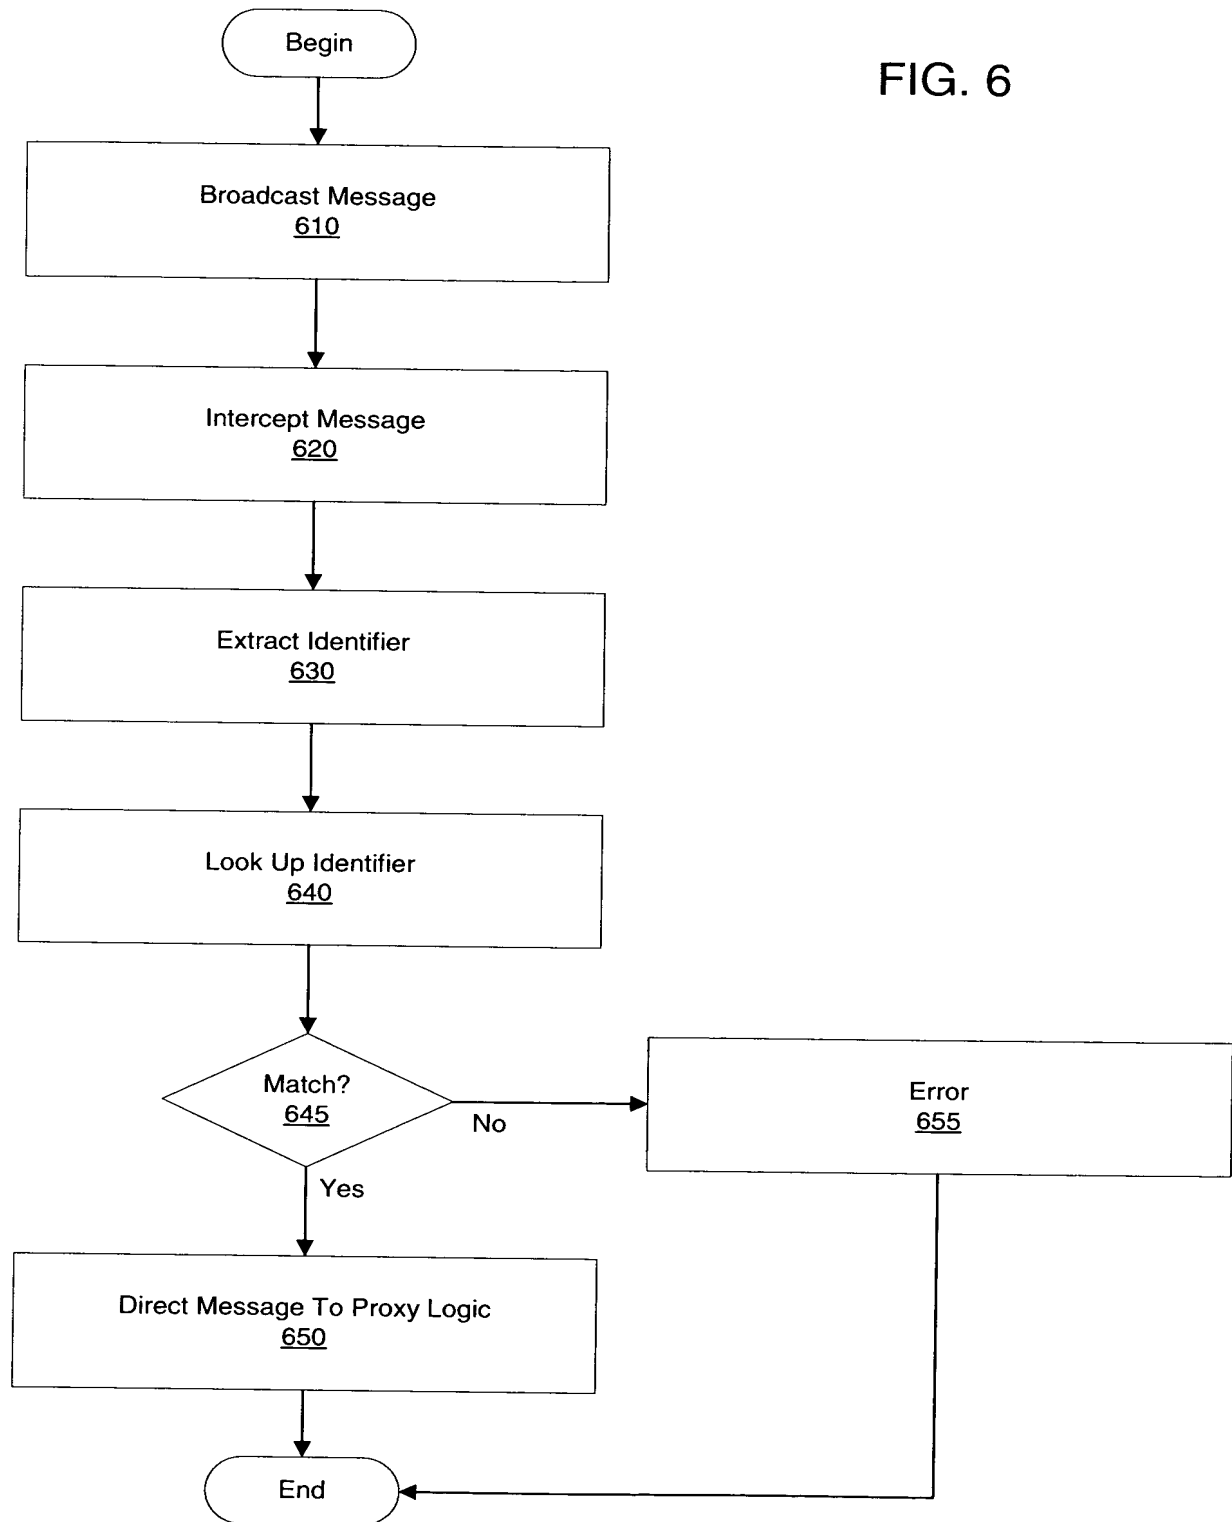 Begin
FIG. 6
Broadcast Message
610
Intercept Message
620
Extract Identifier
630
Look Up Identifier
640
Match?
645
No
Error
655
Yes
Direct Message To Proxy Logic
650
End